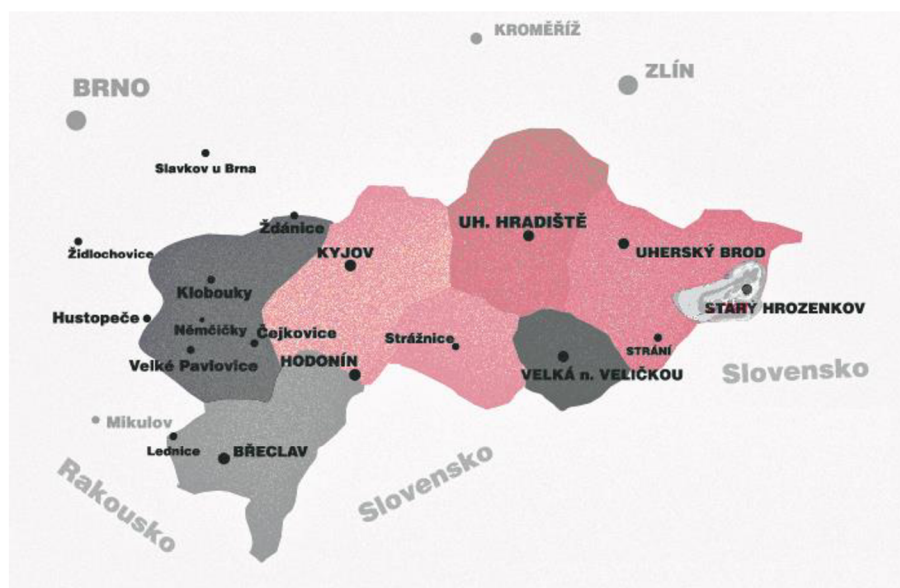 KROMĚŘÍŽ
ZLÍN
BRNO
Slavkov u Brna
Ždánice
UH. HRADIŠTĚ
Židlochovice
KYJOV
UHERSKÝ BROD
Klobouky
STARÝ HROZENKOV
Hustopeče
Němčičky
Čejkovice
Strážnice
STRÁNÍ
Velké Pavlovice
HODONÍN
VELKÁ n. VELIČKOU
Slovensko
Mikulov
Lednice
BŘECLAV
Rakousko
Slovensko